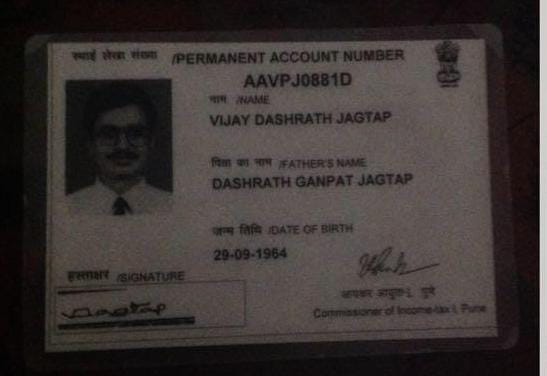 स्थाई लेखा संख्या /PERMANENT ACCOUNT NUMBER
AAVPJ0881D
नाम /NAME
VIJAY DASHRATH JAGTAP
पिता का नाम /FATHER'S NAME
DASHRATH GANPAT JAGTAP
जन्म तिथि /DATE OF BIRTH
29-09-1964
हस्ताक्षर /SIGNATURE
आयकर आयुक्त-I, पुणे
Commissioner of Income-tax I, Pune